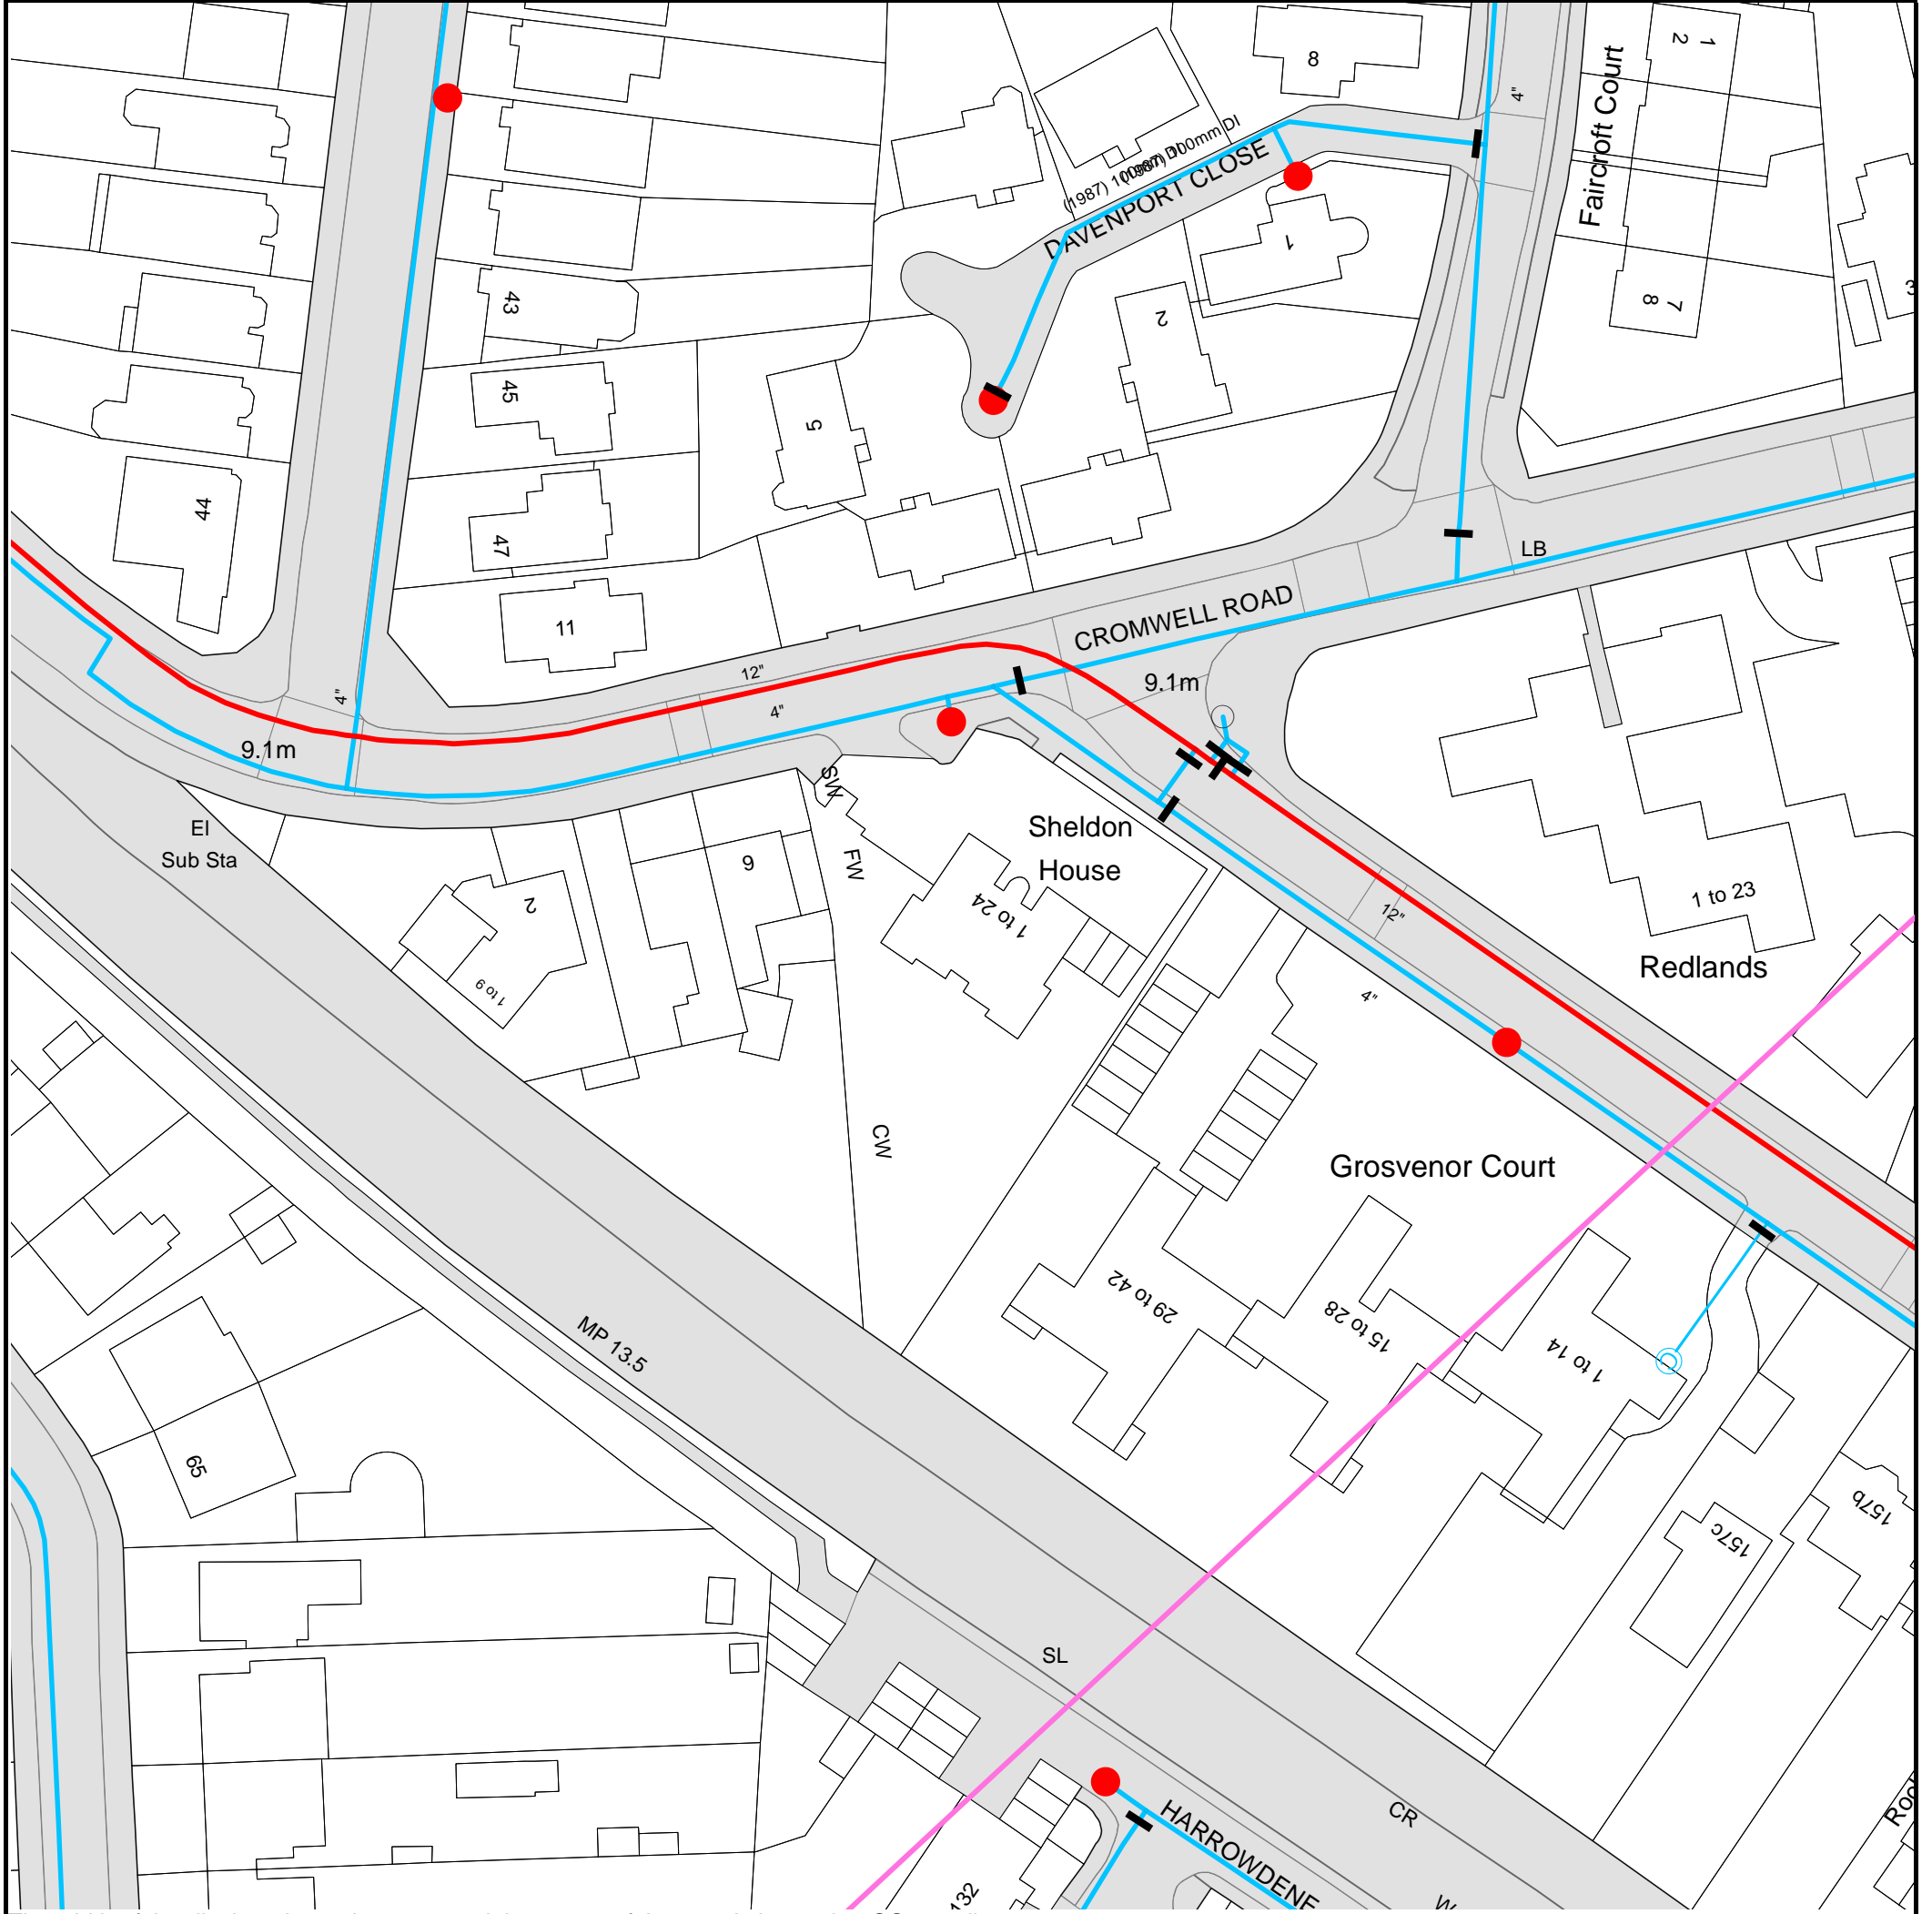 8
1
2
Faircroft Court
4"
(1987) 100mm DI
DAVENPORT CLOSE
1
2
7
8
43
45
5
44
47
11
LB
CROMWELL ROAD
12"
4"
4"
9.1m
9.1m
SW
El
Sub Sta
FW
9
2
1 to 9
Sheldon
House
1 to 24
12"
1 to 23
Redlands
4"
CW
Grosvenor Court
29 to 42
15 to 28
1 to 14
MP 13.5
65
157b
157c
SL
CR
HARROWDENE
132